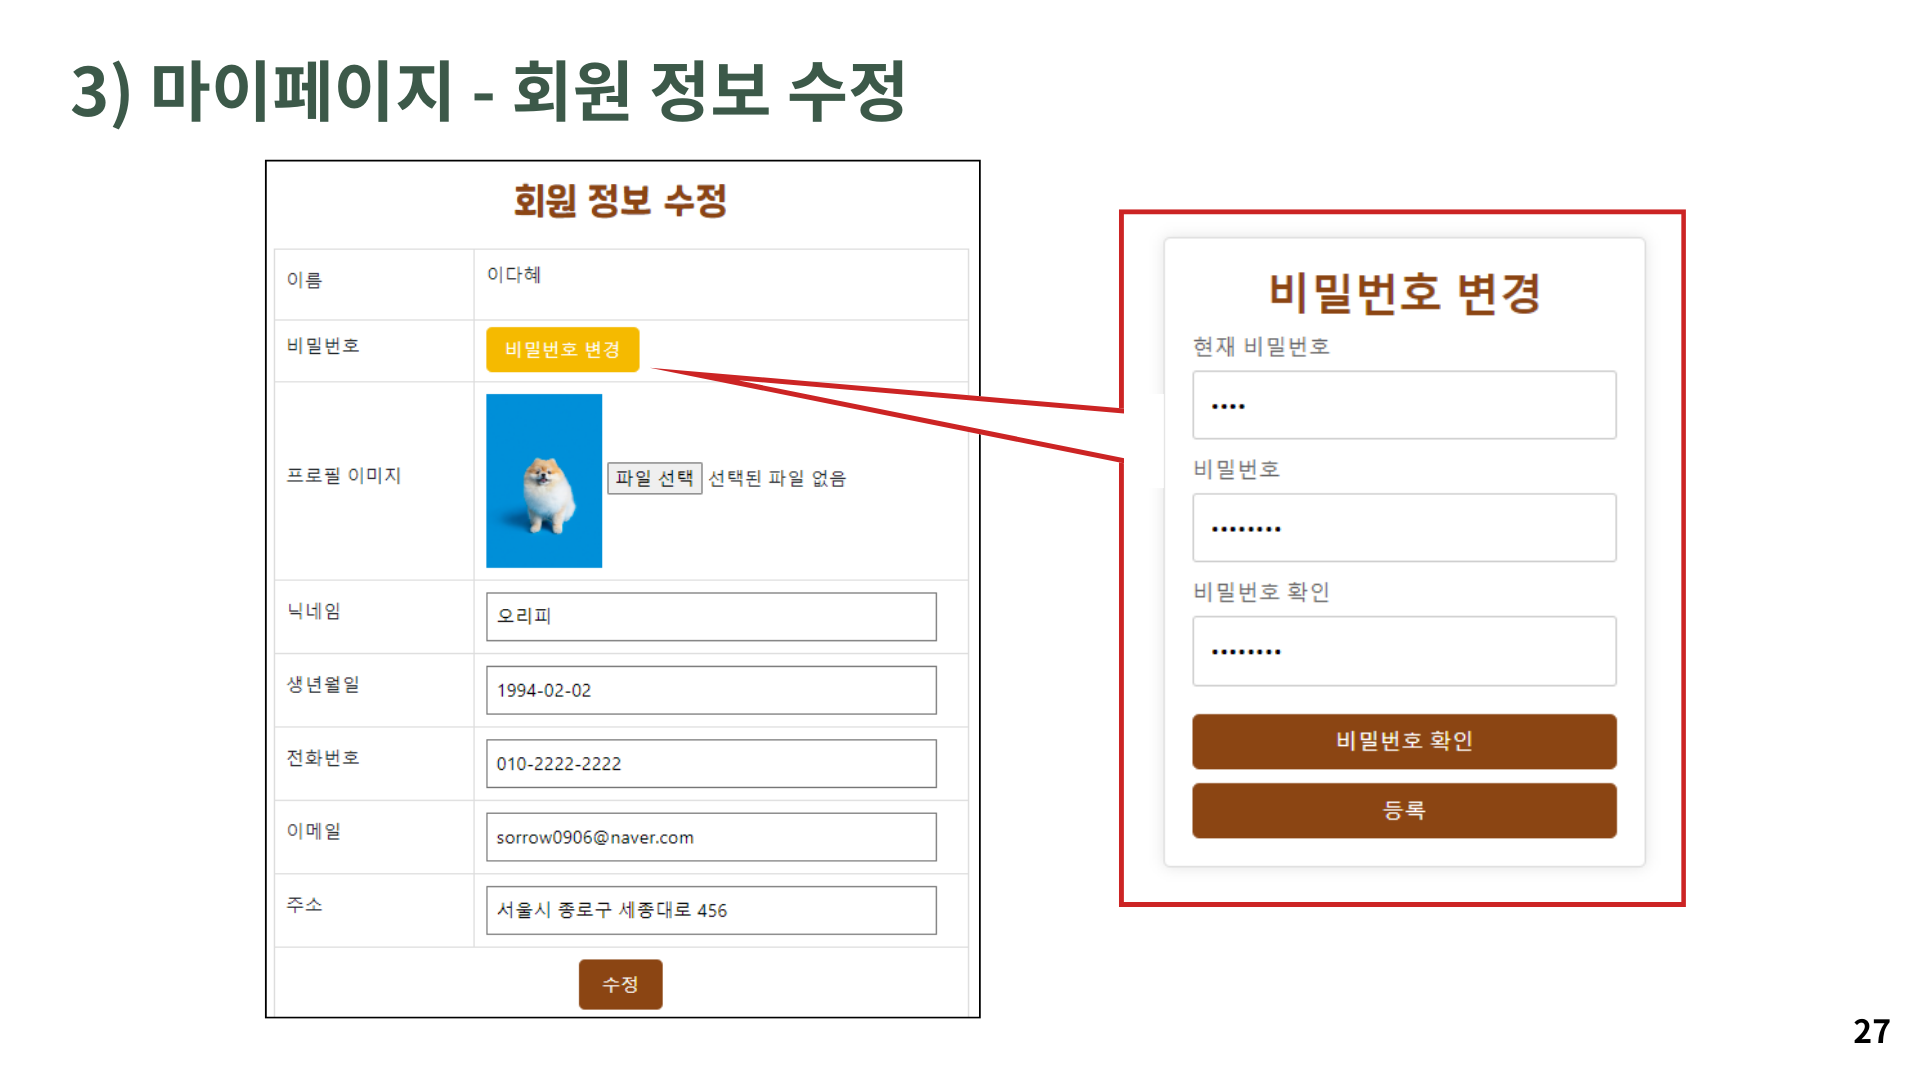 3) 마이페이지 - 회원 정보 수정
회원 정보 수정
이름
이다혜
비밀번호
비밀번호 변경
프로필 이미지
파일 선택 선택된 파일 없음
닉네임
오리피
생년월일
1994-02-02
전화번호
010-2222-2222
이메일
sorrow0906@naver.com
주소
서울시 종로구 세종대로 456
수정
비밀번호 변경
현재 비밀번호
••••
비밀번호
••••••••
비밀번호 확인
••••••••
비밀번호 확인
등록
27